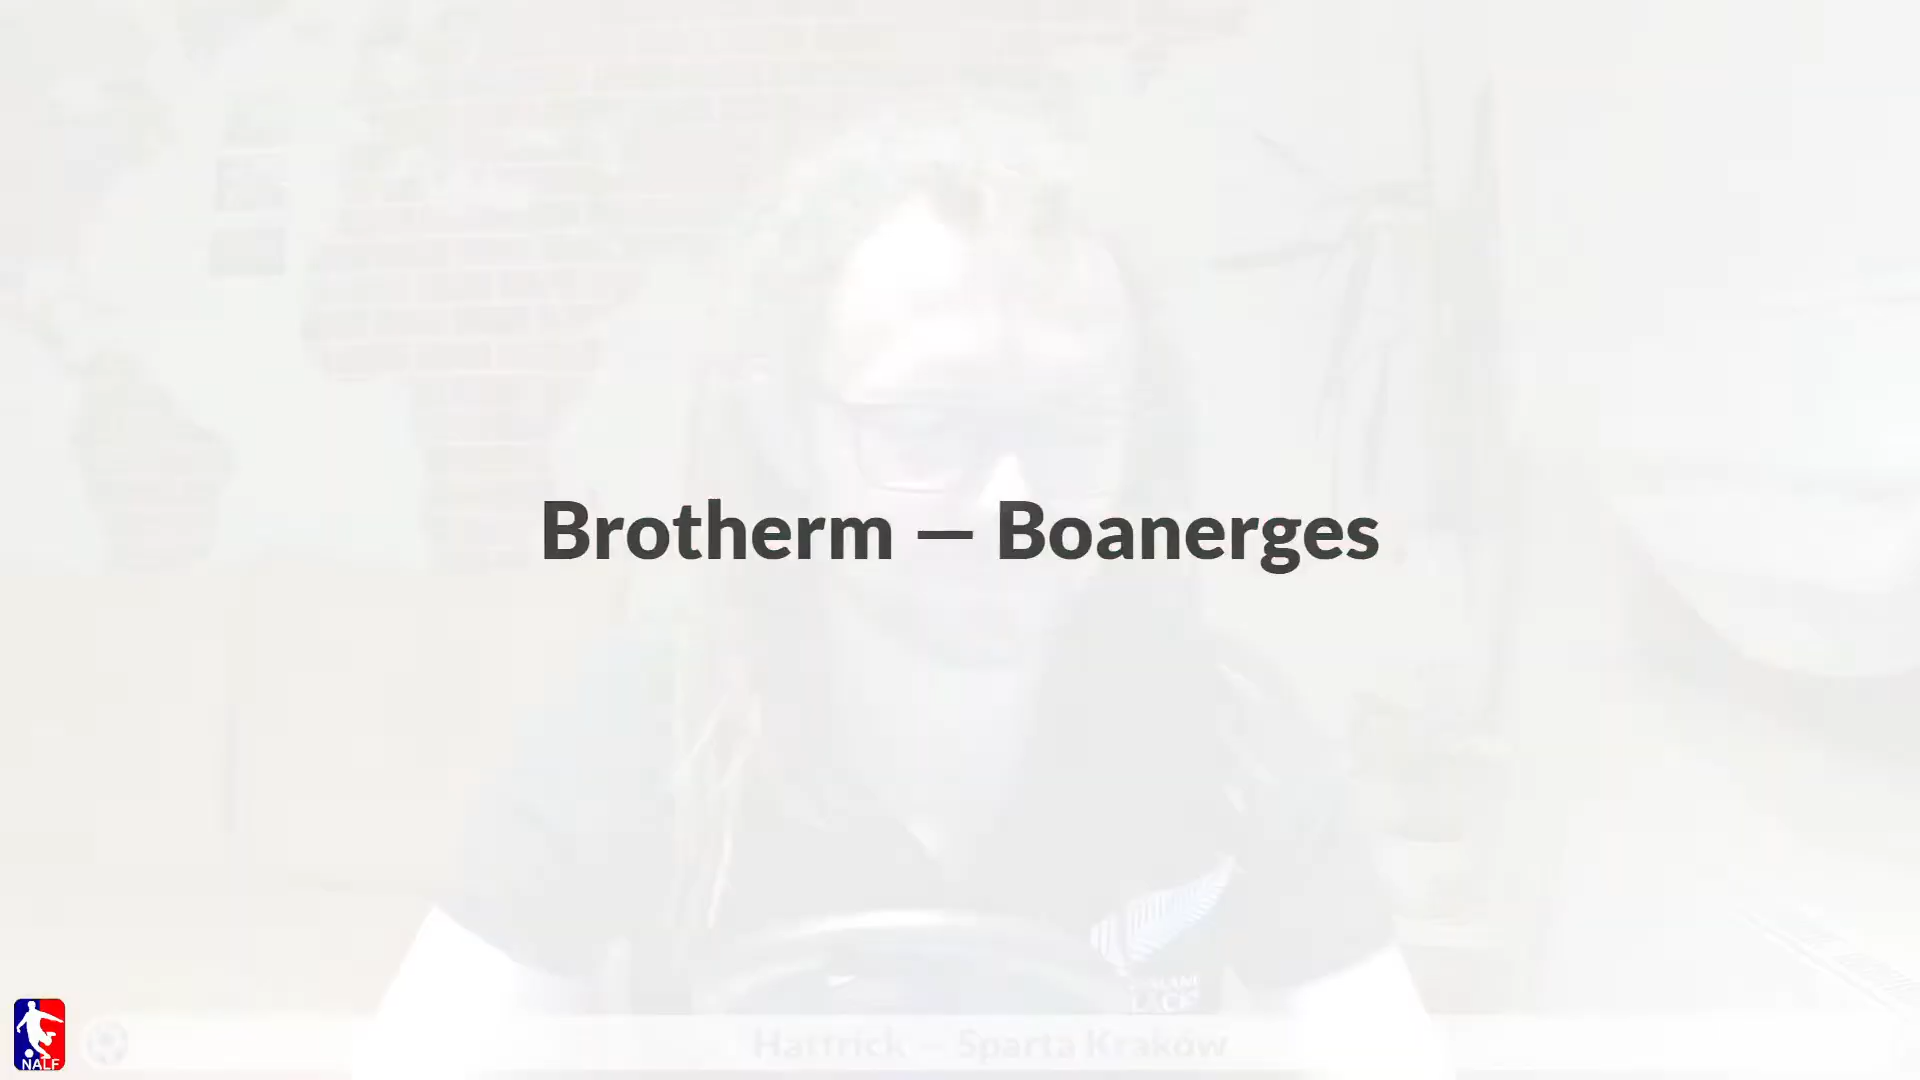 Brotherm — Boanerges
Hattrick — Sparta Kraków
NALF